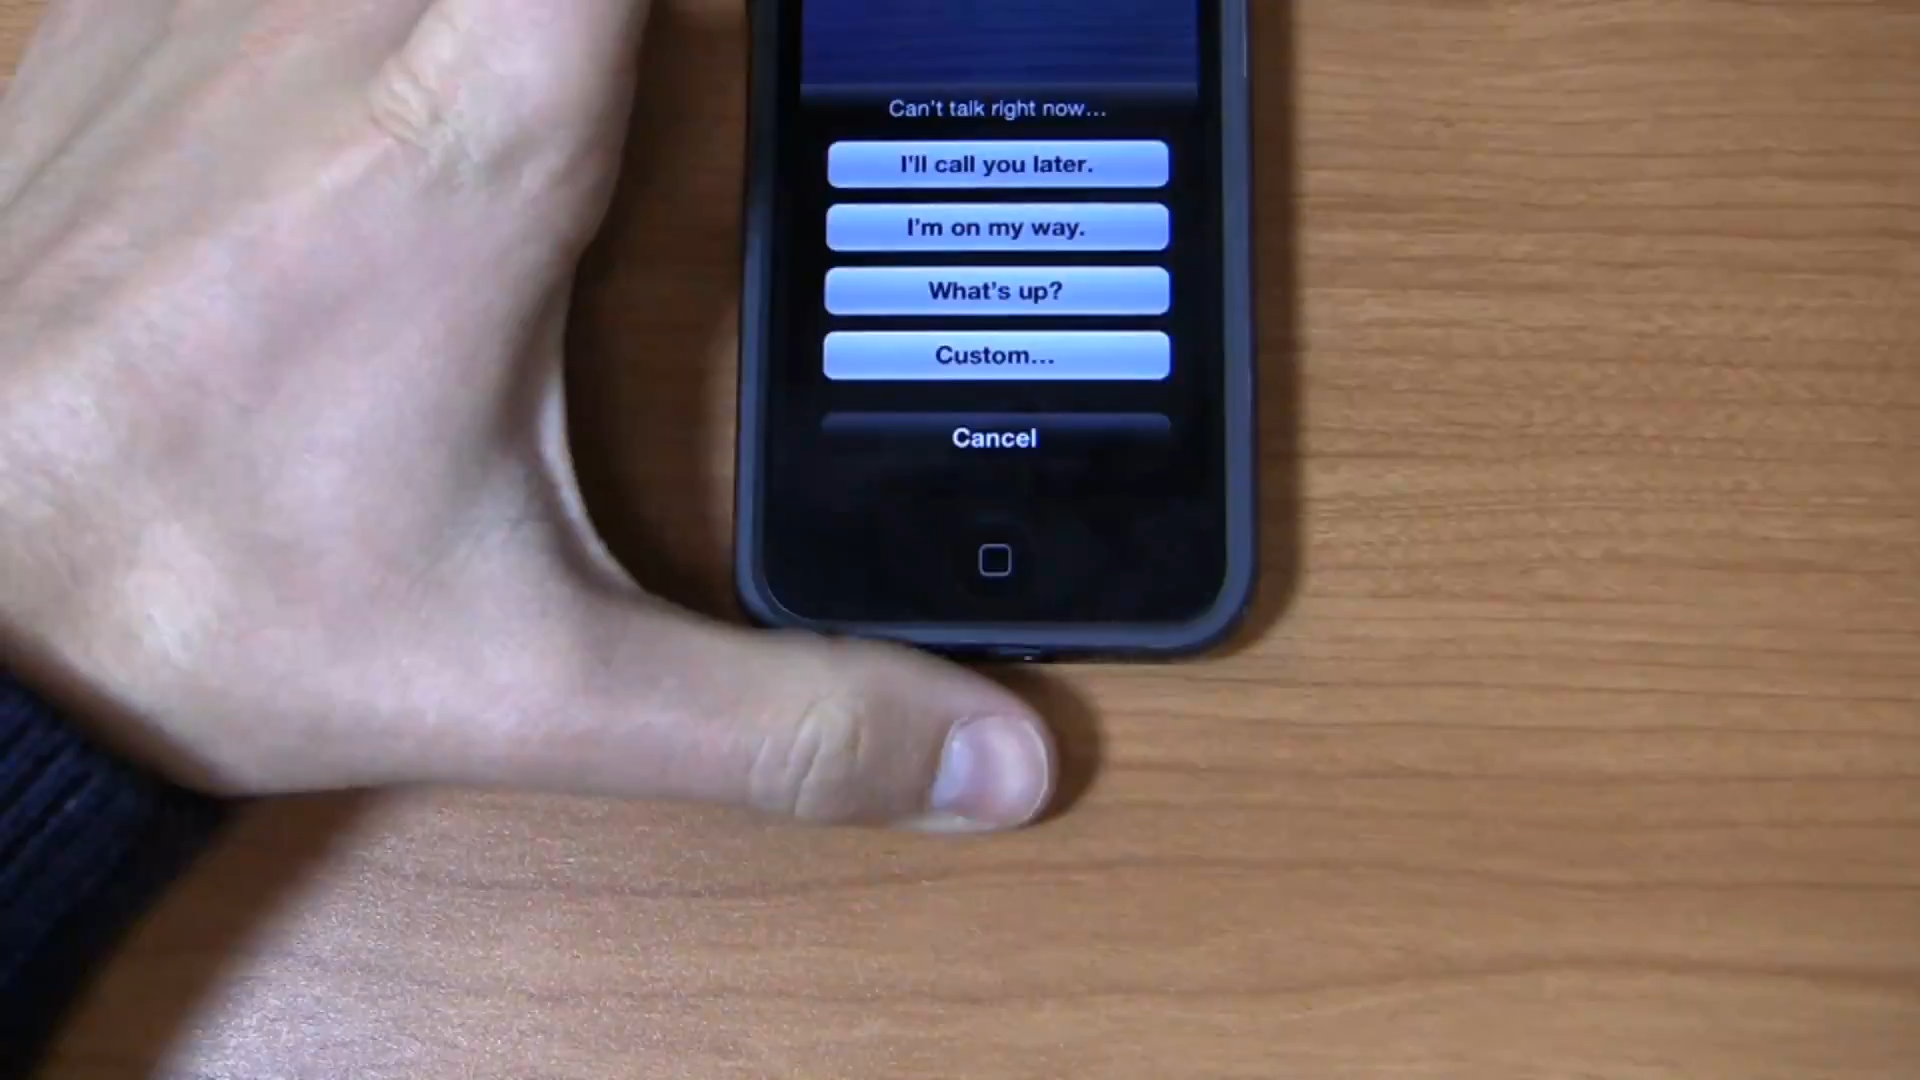 Can't talk right now...
I'll call you later.
I'm on my way.
What's up?
Custom...
Cancel